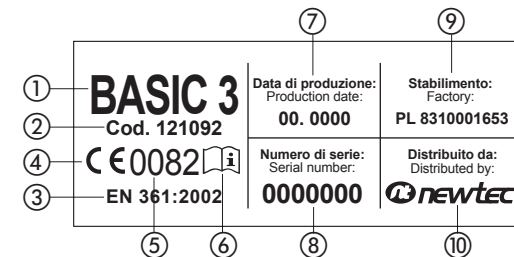 ⑦
⑨
①
BASIC 3
②
Cod. 121092
④
CE0082
③
EN 361:2002
⑤
⑥
Data di produzione:
Production date:
00. 0000
Numero di serie:
Serial number:
0000000
⑧
Stabilimento:
Factory:
PL 8310001653
Distribuito da:
Distributed by:
newtec
⑩